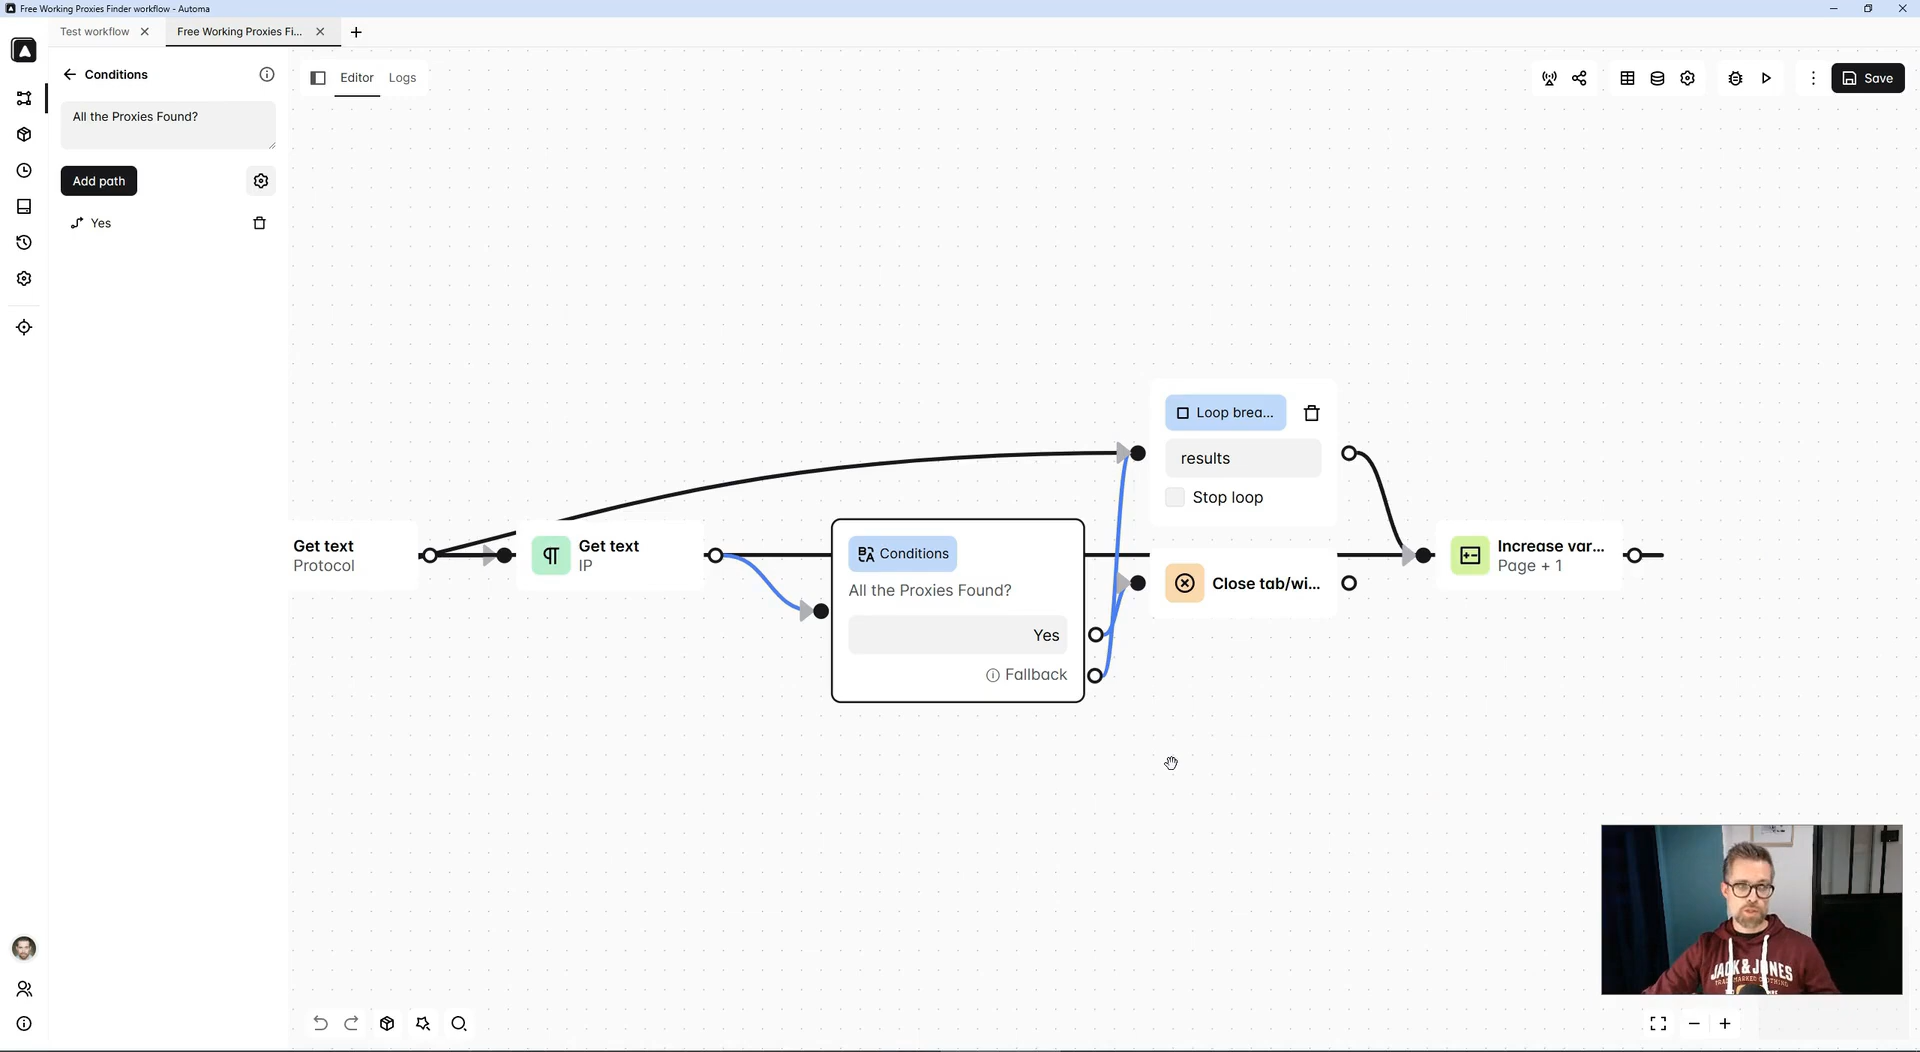 Free Working Proxies Finder workflow - Automa
Test workflow
Free Working Proxies Fi...
Conditions
Editor
Logs
Save
All the Proxies Found?
Add path
Yes
Loop brea...
results
Stop loop
Get text
Protocol
Get text
IP
Conditions
All the Proxies Found?
Yes
Fallback
Close tab/wi...
Increase var...
Page + 1
JACK & JONES